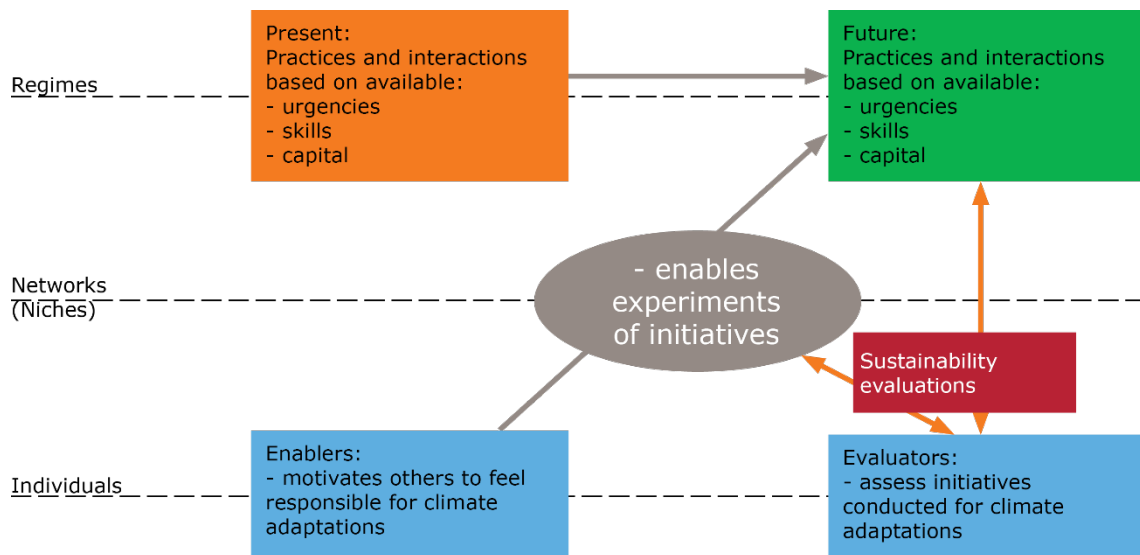 Regimes
Present:
Practices and interactions
based on available:
- urgencies
- skills
- capital
Future:
Practices and interactions
based on available:
- urgencies
- skills
- capital
Networks
(Niches)
- enables
experiments
of initiatives
Sustainability
evaluations
Individuals
Enablers:
- motivates others to feel
responsible for climate
adaptations
Evaluators:
- assess initiatives
conducted for climate
adaptations